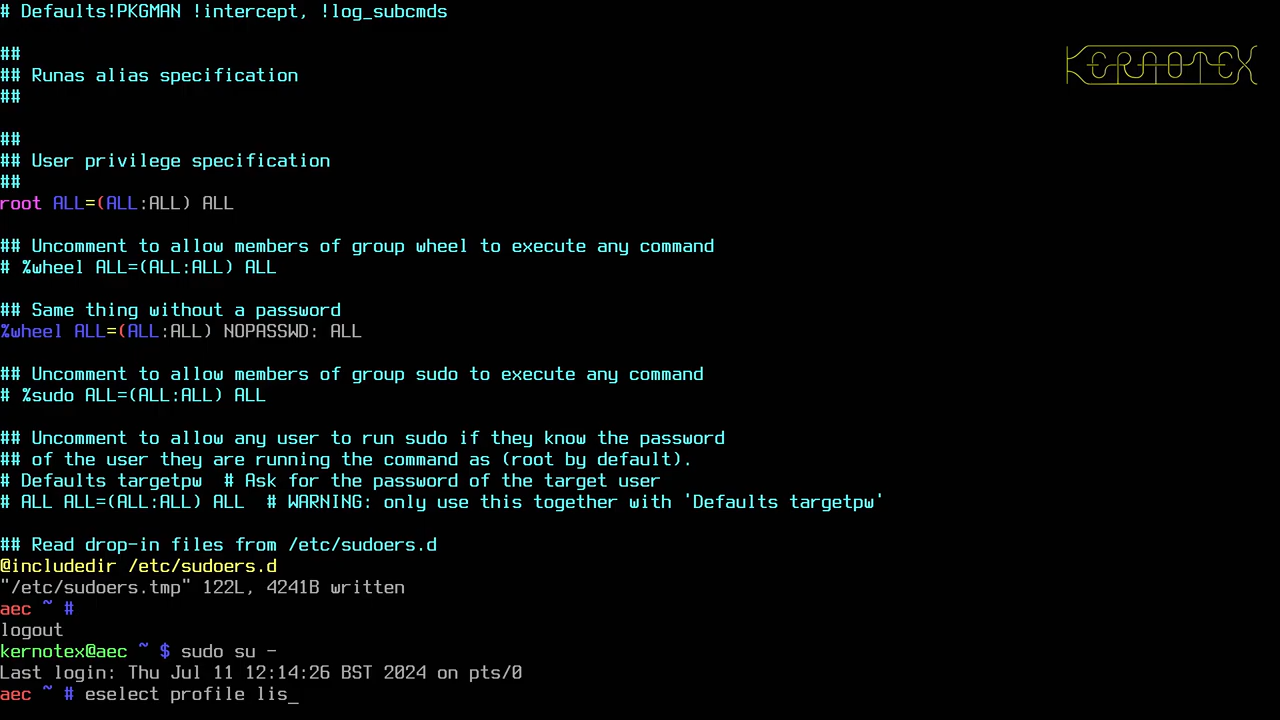 # Defaults!PKGMAN !intercept, !log_subcmds
KERNOTEX
##
## Runas alias specification
##
##
## User privilege specification
##
root ALL=(ALL:ALL) ALL
## Uncomment to allow members of group wheel to execute any command
# %wheel ALL=(ALL:ALL) ALL
## Same thing without a password
%wheel ALL=(ALL:ALL) NOPASSWD: ALL
## Uncomment to allow members of group sudo to execute any command
# %sudo ALL=(ALL:ALL) ALL
## Uncomment to allow any user to run sudo if they know the password
## of the user they are running the command as (root by default).
# Defaults targetpw  # Ask for the password of the target user
# ALL ALL=(ALL:ALL) ALL  # WARNING: only use this together with 'Defaults targetpw'
## Read drop-in files from /etc/sudoers.d
@includedir /etc/sudoers.d
"/etc/sudoers.tmp" 122L, 4241B written
aec ~ #
logout
kernotex@aec ~ $ sudo su -
Last login: Thu Jul 11 12:14:26 BST 2024 on pts/0
aec ~ # eselect profile lis_